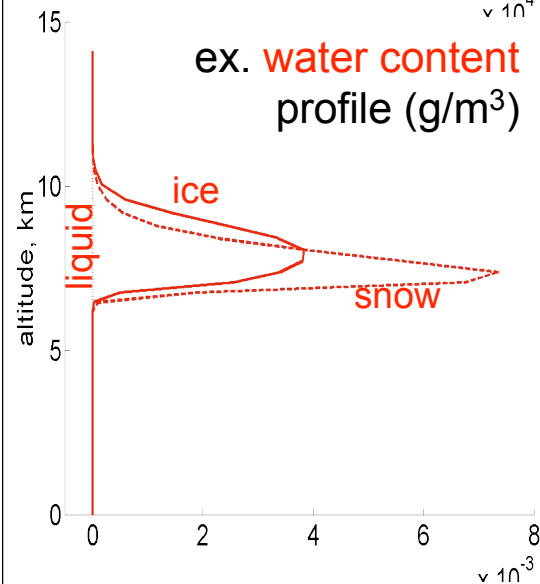 x 10⁴
15
ex. water content
profile (g/m³)
10
ice
liquid
altitude, km
snow
5
0
0 2 4 6 8
x 10⁻³